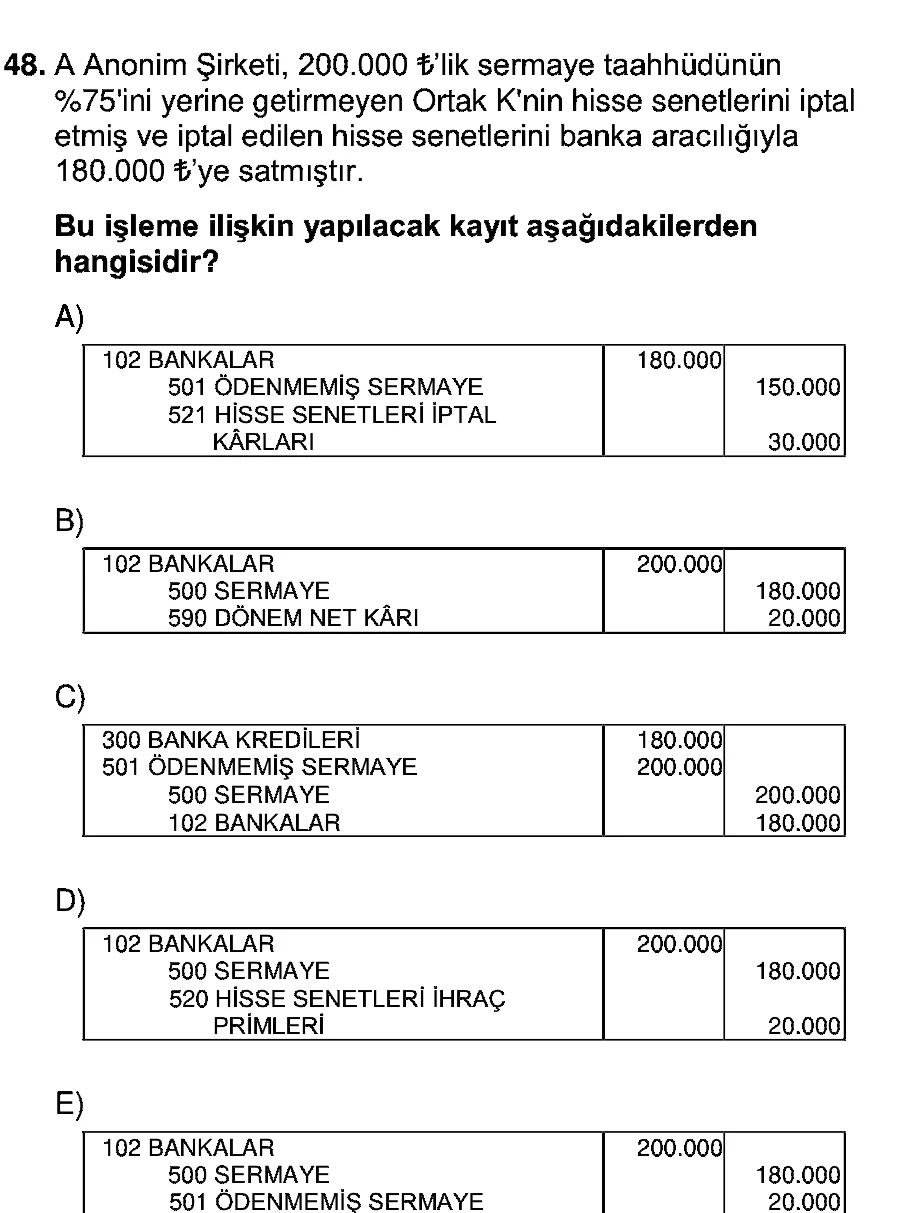 48. A Anonim Şirketi, 200.000 ₺’lik sermaye taahhüdünün
%75'ini yerine getirmeyen Ortak K'nin hisse senetlerini iptal
etmiş ve iptal edilen hisse senetlerini banka aracılığıyla
180.000 ₺’ye satmıştır.
Bu işleme ilişkin yapılacak kayıt aşağıdakilerden
hangisidir?
A)
102 BANKALAR 180.000
501 ÖDENMEMİŞ SERMAYE 150.000
521 HİSSE SENETLERİ İPTAL
KÂRLARI 30.000
B)
102 BANKALAR 200.000
500 SERMAYE 180.000
590 DÖNEM NET KÂRI 20.000
C)
300 BANKA KREDİLERİ 180.000
501 ÖDENMEMİŞ SERMAYE 200.000
500 SERMAYE 200.000
102 BANKALAR 180.000
D)
102 BANKALAR 200.000
500 SERMAYE 180.000
520 HİSSE SENETLERİ İHRAÇ
PRİMLERİ 20.000
E)
102 BANKALAR 200.000
500 SERMAYE 180.000
501 ÖDENMEMİŞ SERMAYE 20.000